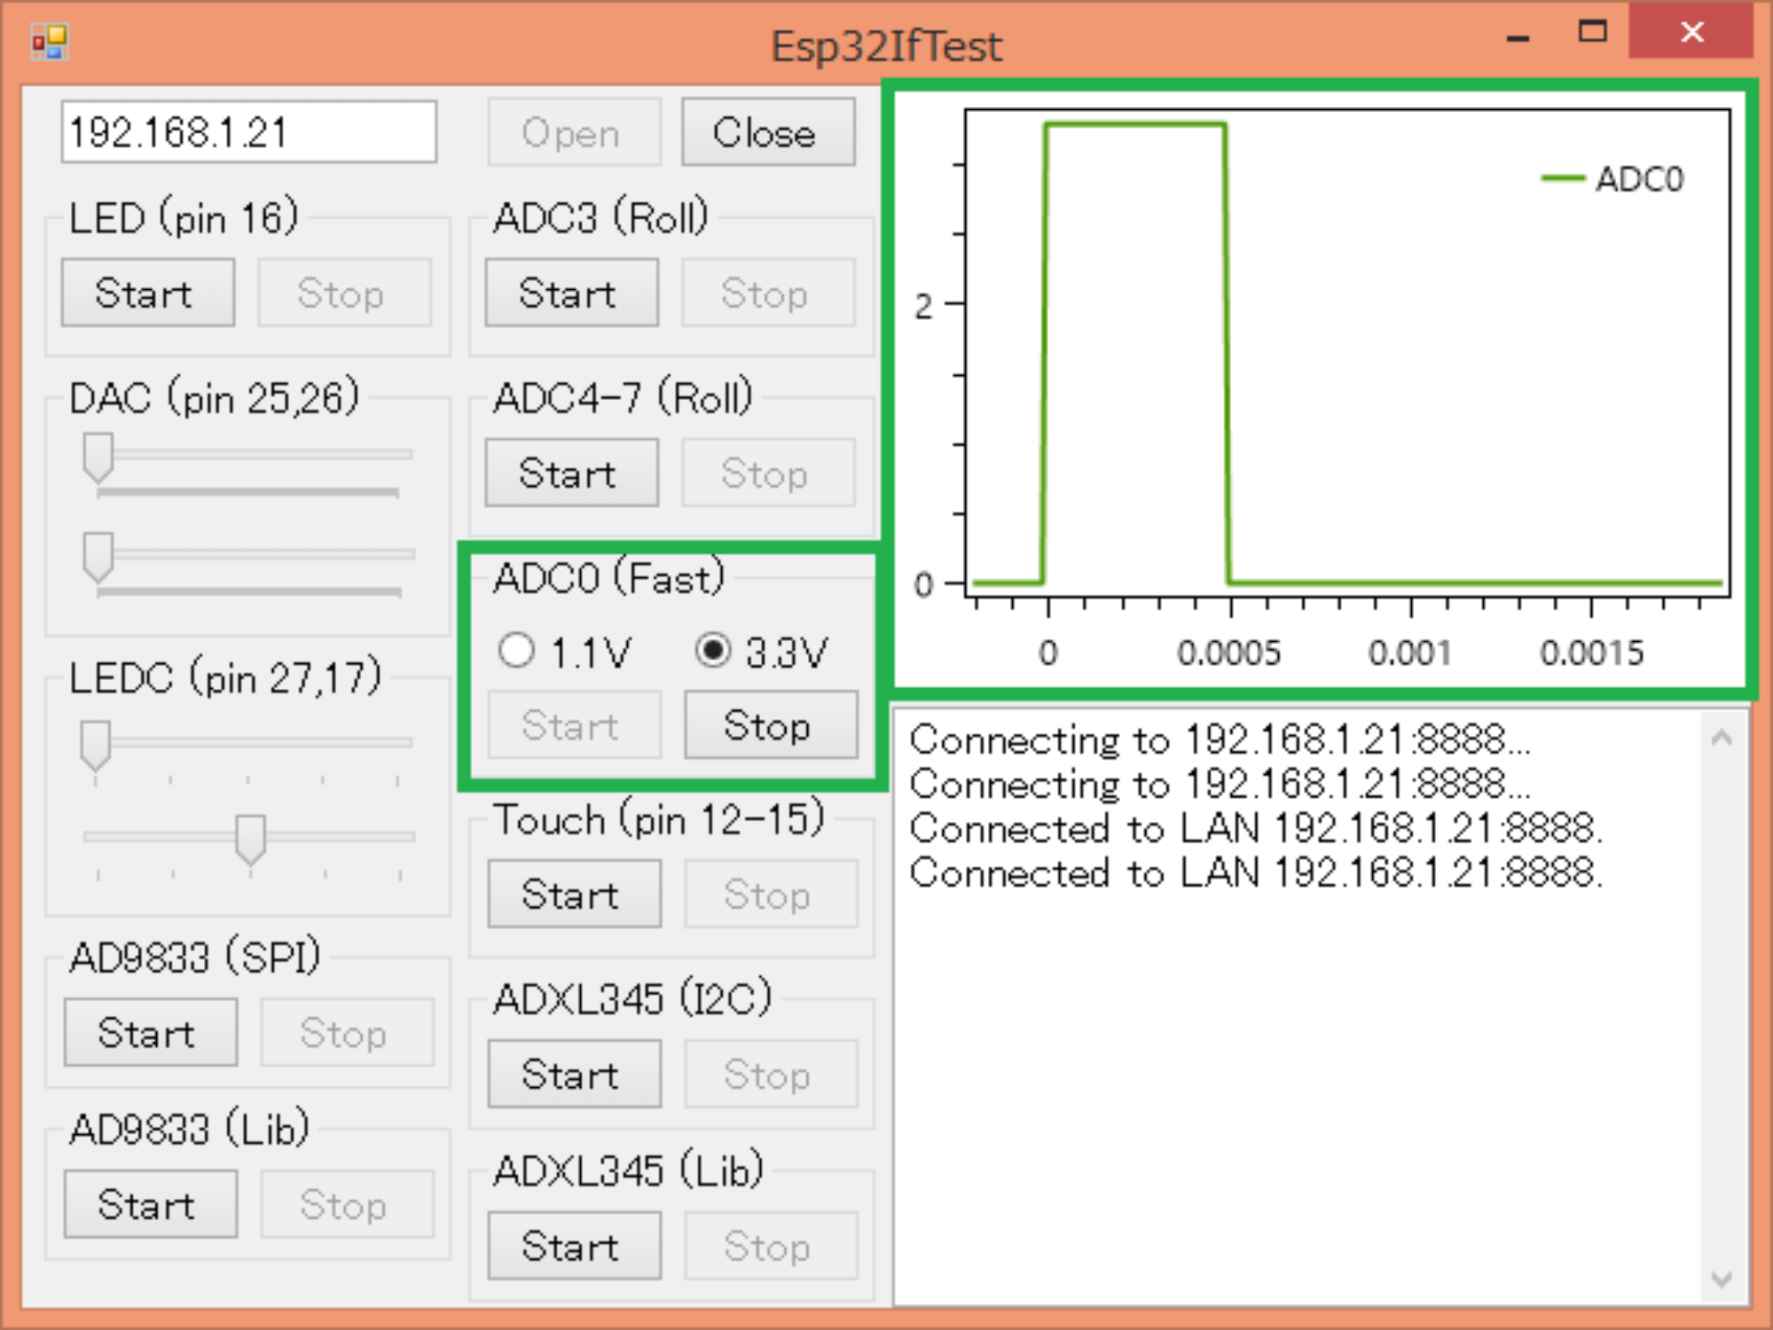 Esp32IfTest
192.168.1.21
Open Close
LED (pin 16)
Start Stop
DAC (pin 25,26)
LEDC (pin 27,17)
AD9833 (SPI)
Start Stop
AD9833 (Lib)
Start Stop
ADC3 (Roll)
Start Stop
ADC4-7 (Roll)
Start Stop
ADC0 (Fast)
1.1V 3.3V
Start Stop
Touch (pin 12-15)
Start Stop
ADXL345 (I2C)
Start Stop
ADXL345 (Lib)
Start Stop
ADC0
2
0
0 0.0005 0.001 0.0015
Connecting to 192.168.1.21:8888...
Connecting to 192.168.1.21:8888...
Connected to LAN 192.168.1.21:8888.
Connected to LAN 192.168.1.21:8888.